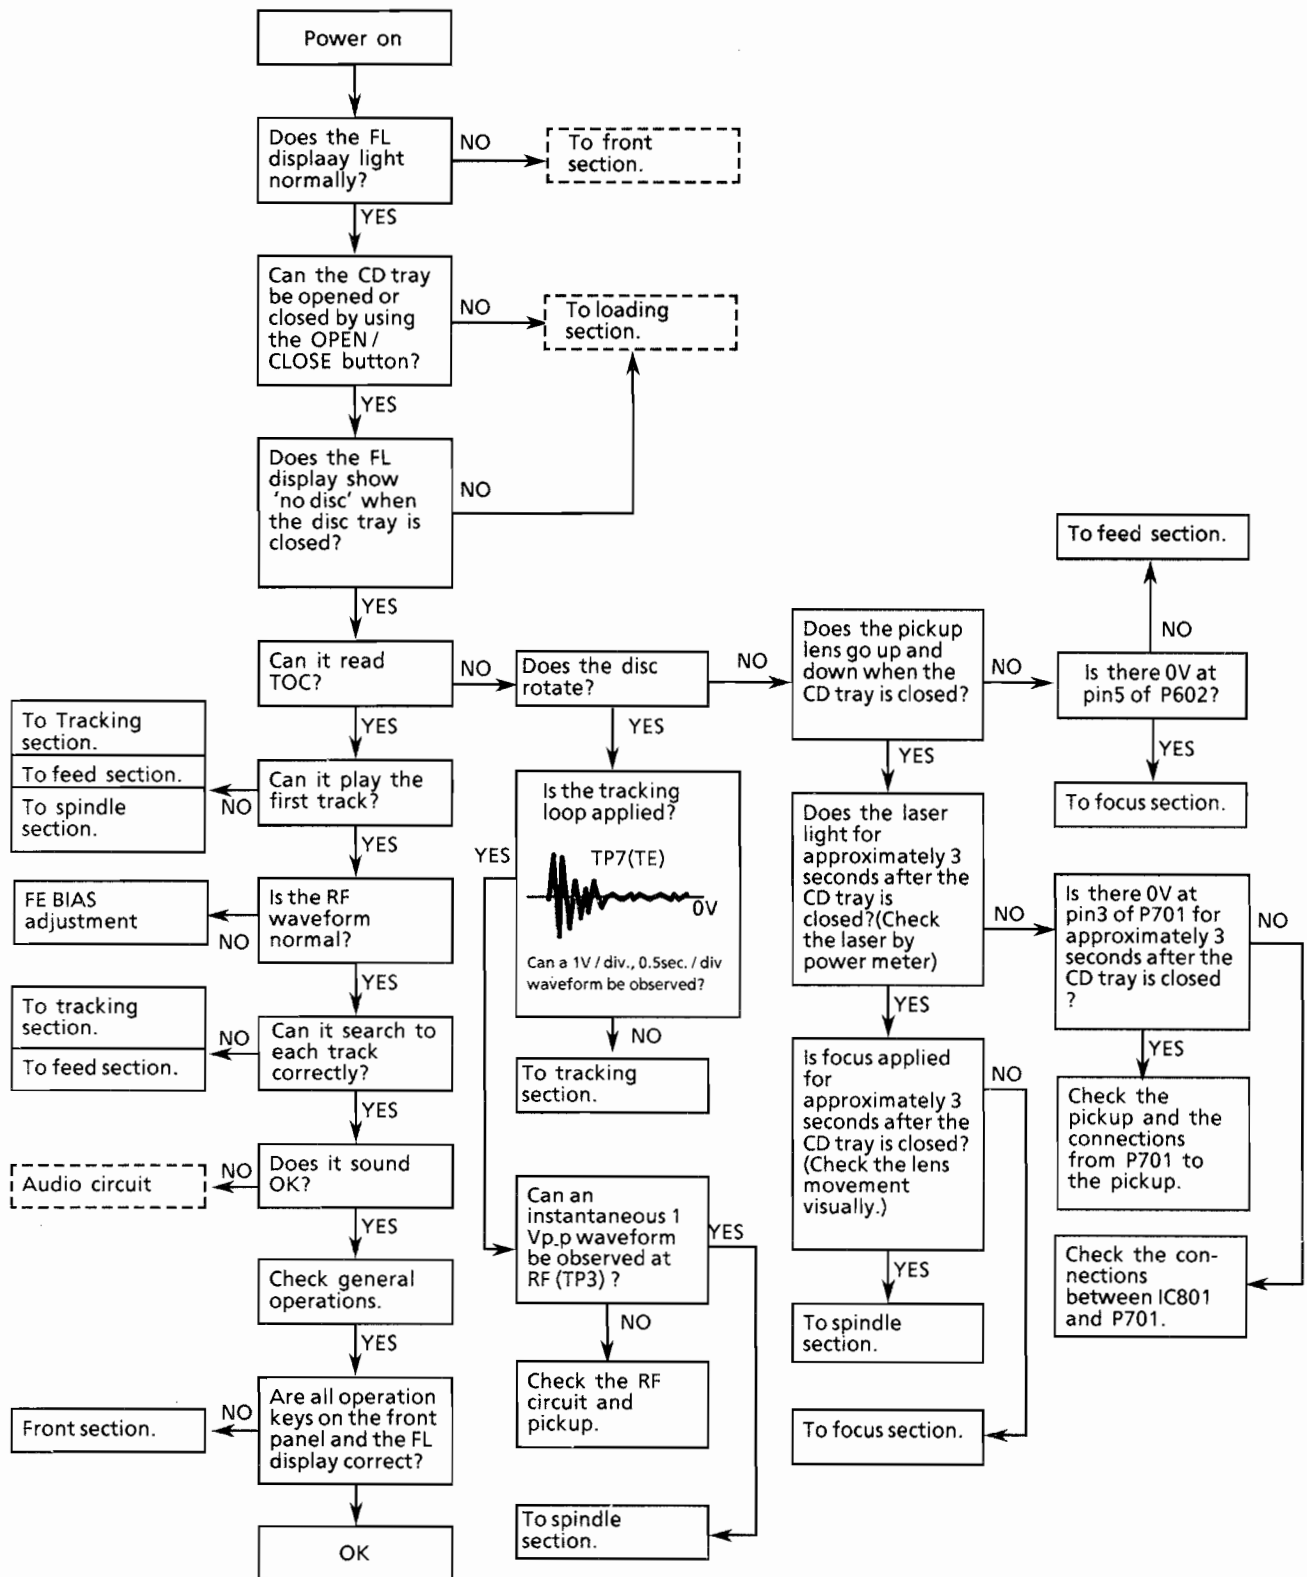 Power on
Does the FL
displaay light
normally?
NO
To front
section.
YES
Can the CD tray
be opened or
closed by using
the OPEN /
CLOSE button?
NO
To loading
section.
YES
Does the FL
display show
'no disc' when
the disc tray is
closed?
NO
YES
Can it read
TOC?
NO
Does the disc
rotate?
NO
Does the pickup
lens go up and
down when the
CD tray is closed?
NO
Is there 0V at
pin5 of P602?
NO
To feed section.
YES
To focus section.
YES
Can it play the
first track?
NO
To Tracking
section.
To feed section.
To spindle
section.
YES
Is the RF
waveform
normal?
NO
FE BIAS
adjustment
YES
Can it search to
each track
correctly?
NO
To tracking
section.
To feed section.
YES
Does it sound
OK?
NO
Audio circuit
YES
Check general
operations.
YES
Are all operation
keys on the front
panel and the FL
display correct?
NO
Front section.
OK
YES
Is the tracking
loop applied?
TP7(TE)
0V
Can a 1V / div., 0.5sec. / div
waveform be observed?
NO
To tracking
section.
YES
Can an
instantaneous 1
Vp-p waveform
be observed at
RF (TP3) ?
YES
NO
Check the RF
circuit and
pickup.
To spindle
section.
YES
Does the laser
light for
approximately 3
seconds after the
CD tray is
closed?(Check
the laser by
power meter)
NO
Is there 0V at
pin3 of P701 for
approximately 3
seconds after the
CD tray is closed
?
NO
YES
Check the
pickup and the
connections
from P701 to
the pickup.
Check the con-
nections
between IC801
and P701.
YES
Is focus applied
for
approximately 3
seconds after the
CD tray is closed?
(Check the lens
movement
visually.)
NO
YES
To spindle
section.
To focus section.